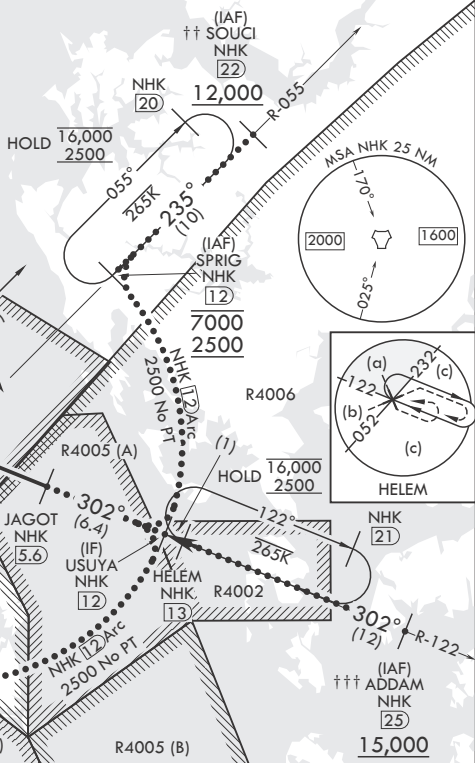 (IAF)
†† SOUCI
NHK
22
12,000
NHK
20
R-055
HOLD 16,000
2500
055°
265K
235°
(10)
MSA NHK 25 NM
170°
2000
1600
025°
(IAF)
SPRIG
NHK
12
7000
2500
NHK 12 Arc
2500 No PT
R4006
(a)
232
(c)
122
(b)
052
(c)
HELEM
R4005 (A)
(1)
HOLD 16,000
2500
302°
(6.4)
JAGOT
NHK
5.6
(IF)
USUYA
NHK
12
122°
265K
NHK
21
HELEM
NHK
13
R4002
302°
(12)
R-122
NHK 12 Arc
2500 No PT
(IAF)
††† ADDAM
NHK
25
15,000
R4005 (B)